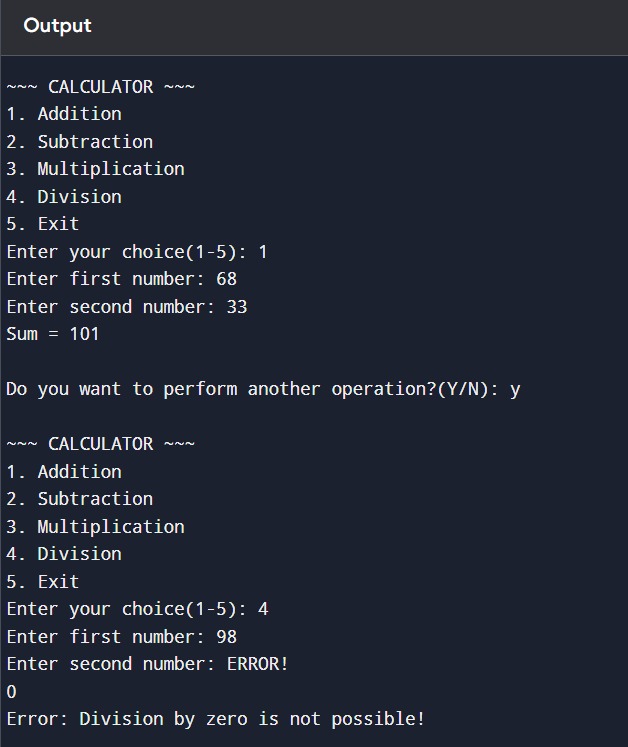 Output
~~~ CALCULATOR ~~~
1. Addition
2. Subtraction
3. Multiplication
4. Division
5. Exit
Enter your choice(1-5): 1
Enter first number: 68
Enter second number: 33
Sum = 101
Do you want to perform another operation?(Y/N): y
~~~ CALCULATOR ~~~
1. Addition
2. Subtraction
3. Multiplication
4. Division
5. Exit
Enter your choice(1-5): 4
Enter first number: 98
Enter second number: ERROR!
0
Error: Division by zero is not possible!